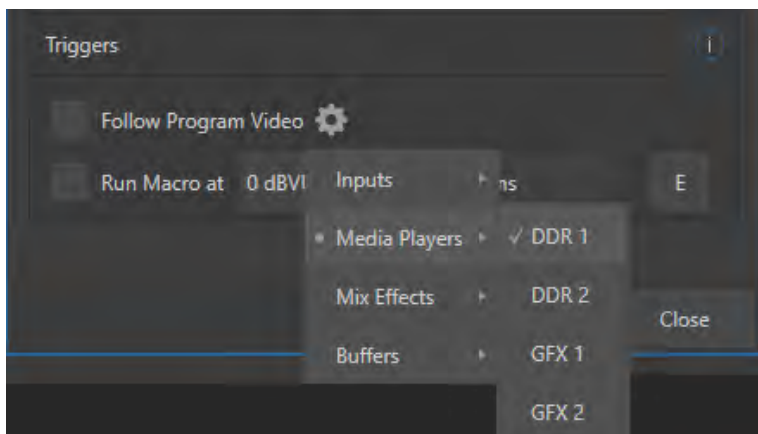 Triggers
i
Follow Program Video
Run Macro at 0 dBV
Inputs
ns
E
Media Players
✓ DDR 1
Mix Effects
DDR 2
Close
Buffers
GFX 1
GFX 2